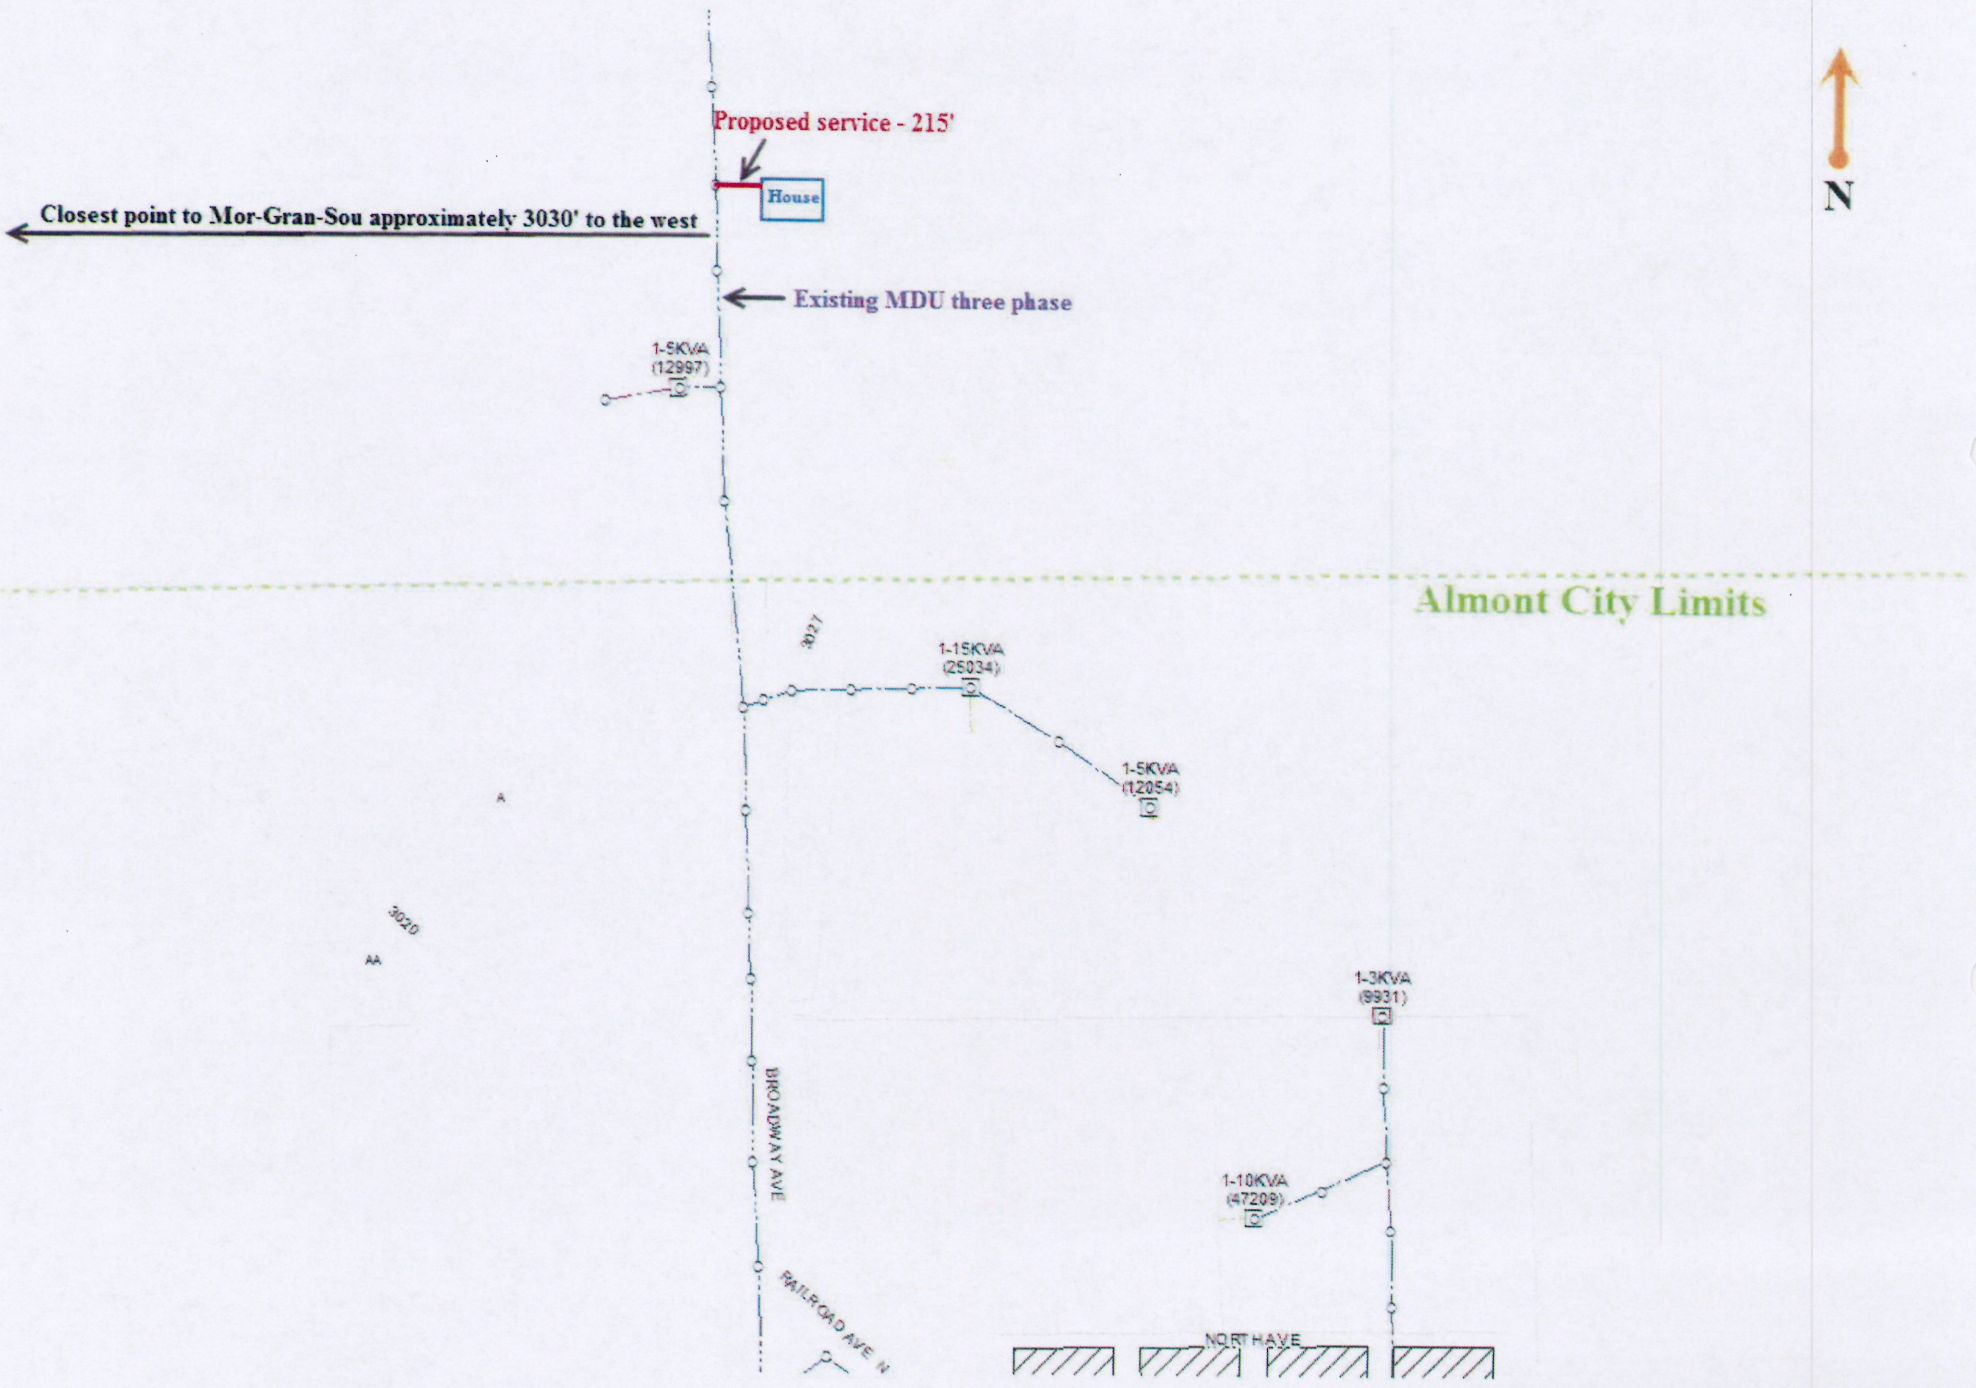 Proposed service - 215'
House
N
Closest point to Mor-Gran-Sou approximately 3030' to the west
Existing MDU three phase
1-5KVA
(12997)
Almont City Limits
3027
1-15KVA
(25034)
1-5KVA
(12054)
A
3020
AA
1-3KVA
(9931)
BROADWAY AVE
1-10KVA
(47209)
RAILROAD AVE N
NORTH AVE